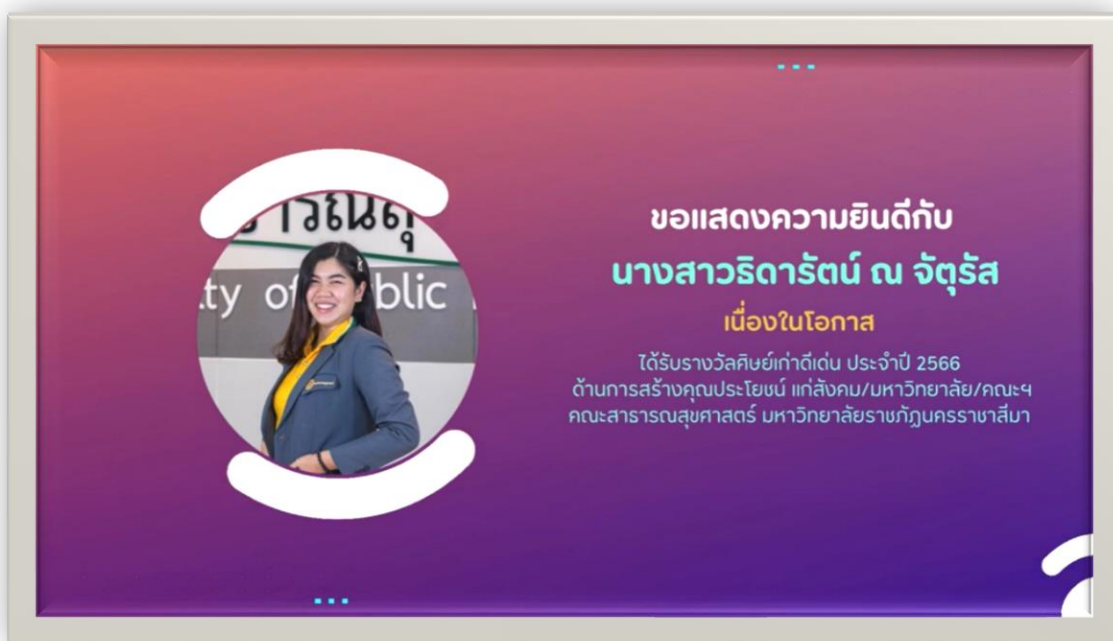 ty of blic
ขอแสดงความยินดีกับ
นางสาวธิดารัตน์ ณ จัตุรัส
เนื่องในโอกาส
ได้รับรางวัลศิษย์เก่าดีเด่น ประจำปี 2566
ด้านการสร้างคุณประโยชน์ แก่สังคม/มหาวิทยาลัย/คณะฯ
คณะสาธารณสุขศาสตร์ มหาวิทยาลัยราชภัฏนครราชาสีมา